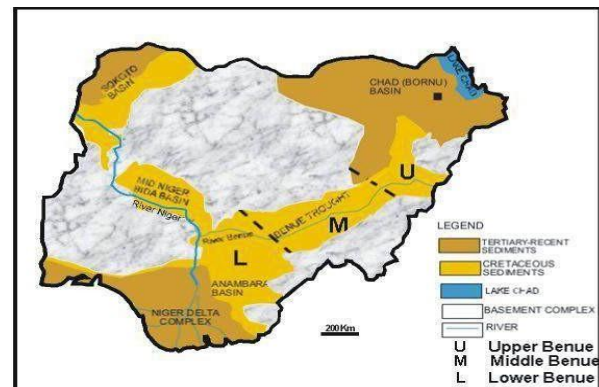 SOKOTO
BASIN
CHAD (BORNU)
BASIN
LAKE CHAD
MID NIGER
BIDA BASIN
River Niger
U
BENUE THOUGHT
M
River Benue
L
ANAMBARA
BASIN
NIGER DELTA
COMPLEX
200Km
LEGEND
TERTIARY-RECENT
SEDIMENTS
CRETACEOUS
SEDIMENTS
LAKE CHAD
BASEMENT COMPLEX
RIVER
U Upper Benue
M Middle Benue
L Lower Benue